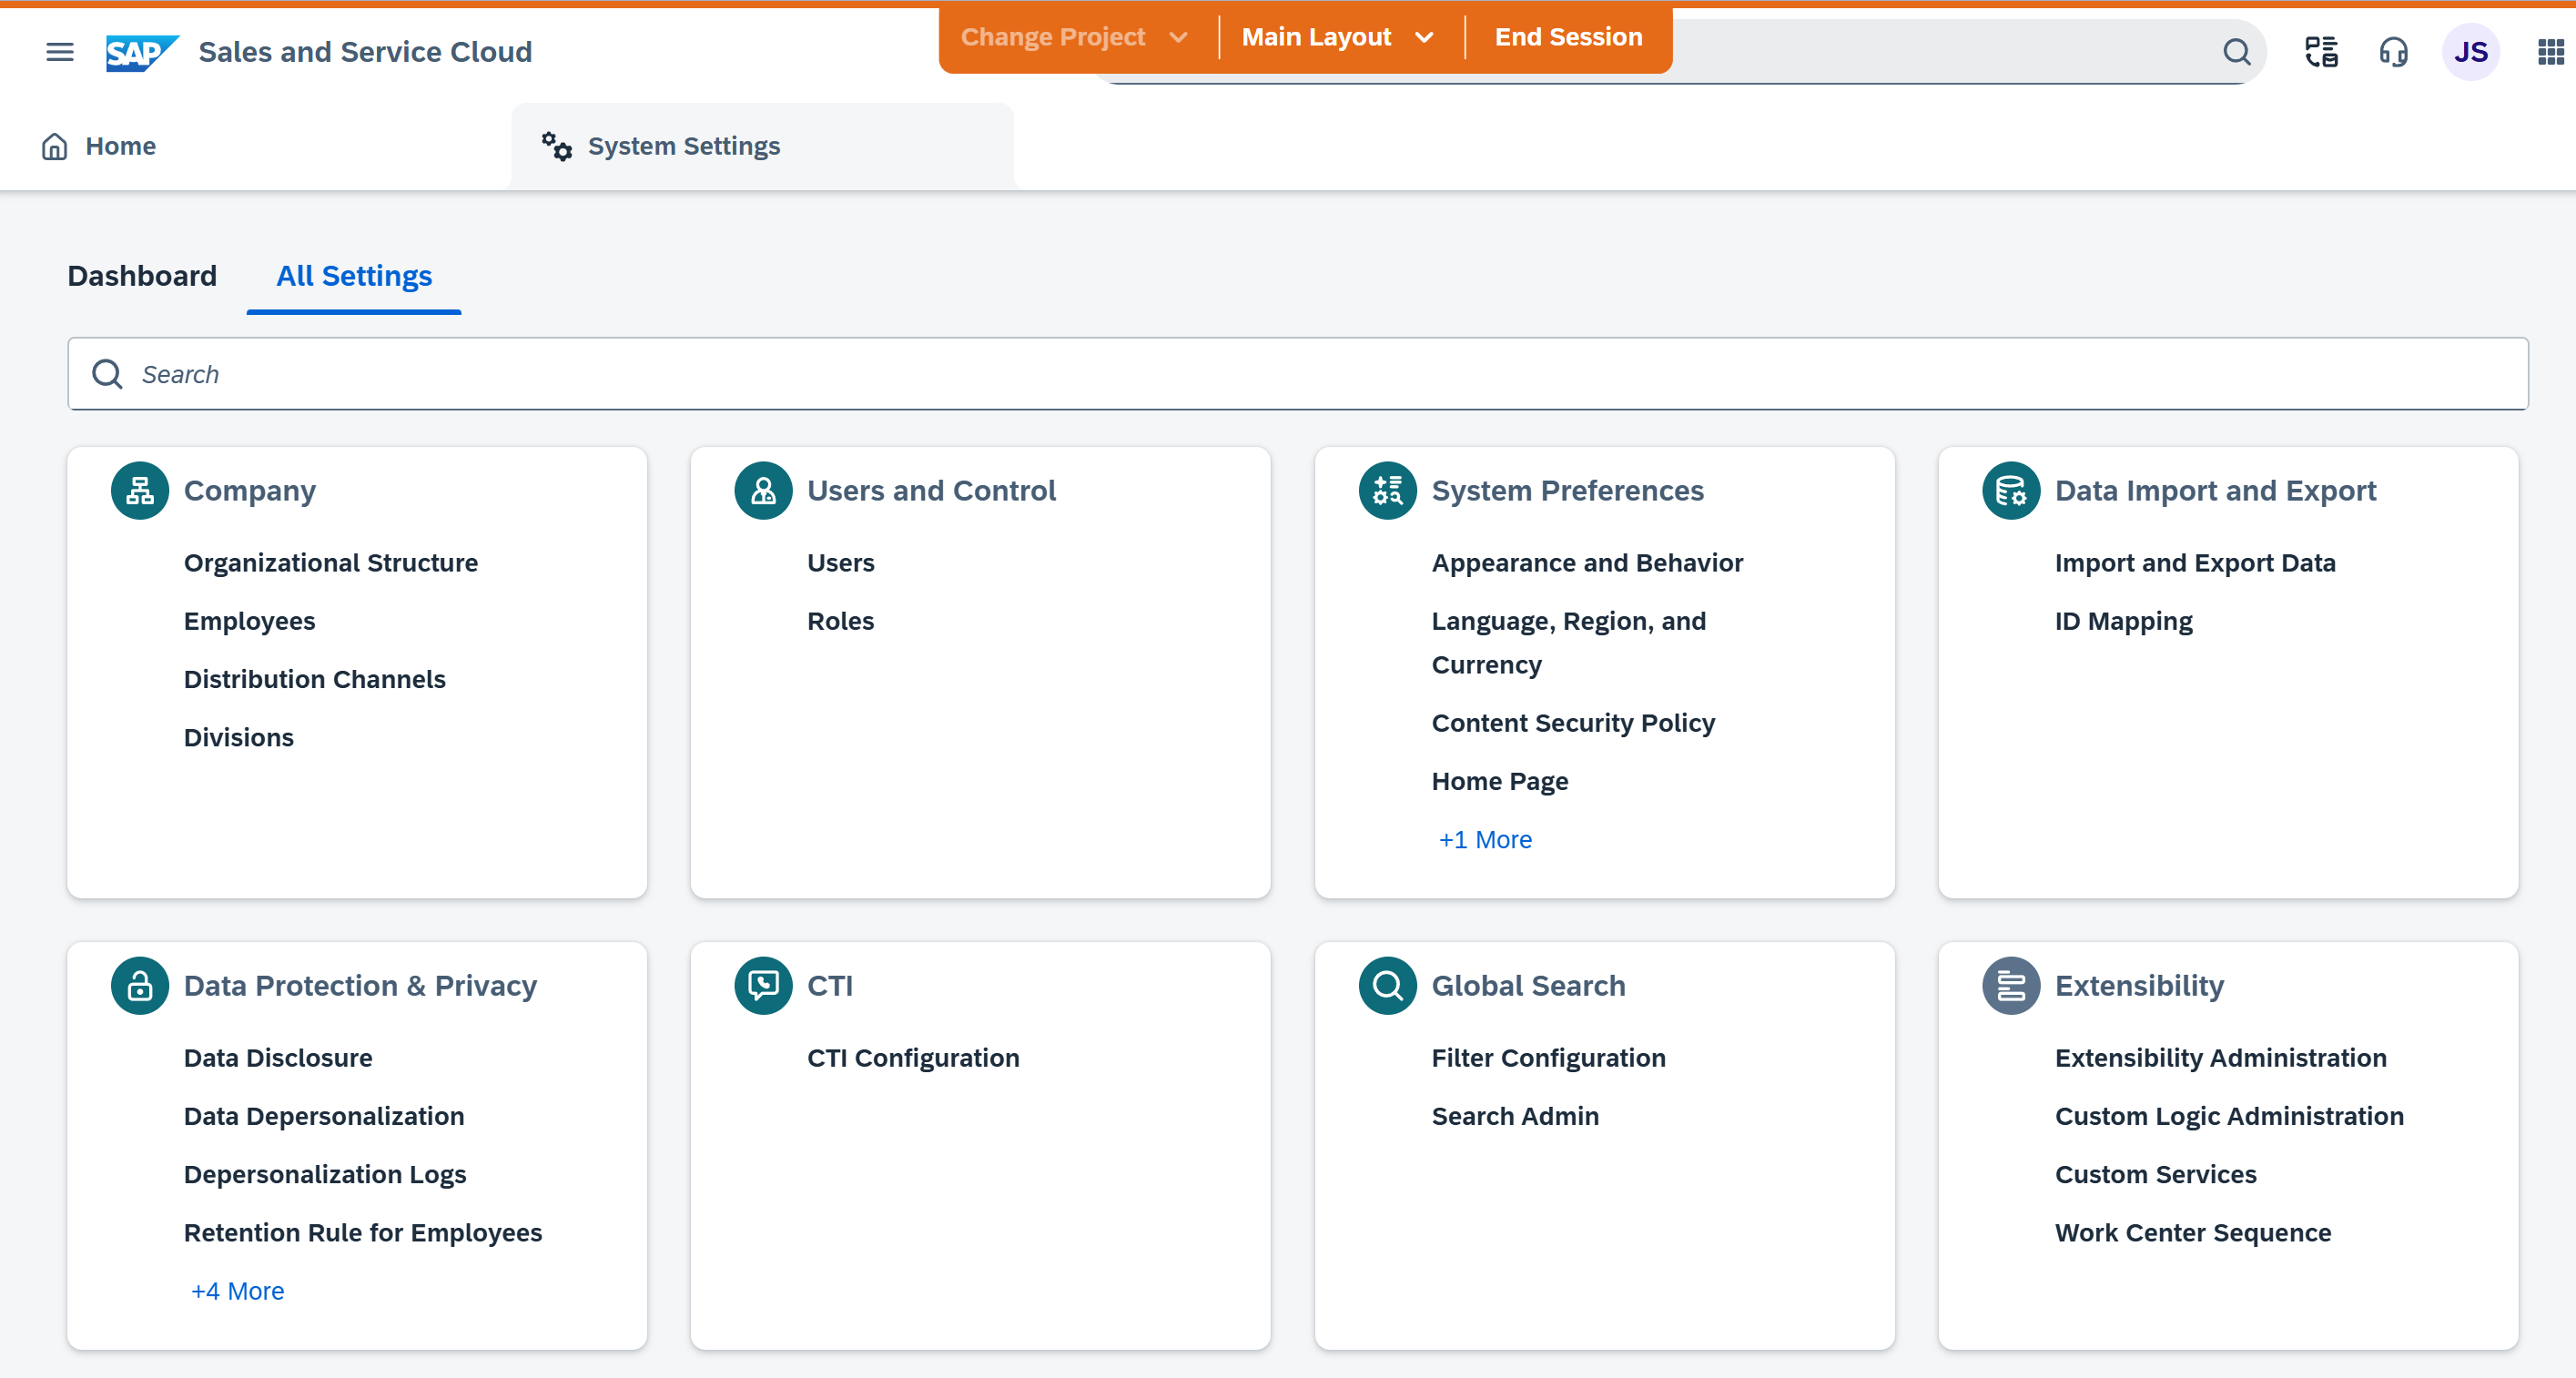 Change Project
Main Layout
End Session
SAP
Sales and Service Cloud
JS
Home
System Settings
Dashboard
All Settings
Search
Company
Organizational Structure
Employees
Distribution Channels
Divisions
Users and Control
Users
Roles
System Preferences
Appearance and Behavior
Language, Region, and
Currency
Content Security Policy
Home Page
+1 More
Data Import and Export
Import and Export Data
ID Mapping
Data Protection & Privacy
Data Disclosure
Data Depersonalization
Depersonalization Logs
Retention Rule for Employees
+4 More
CTI
CTI Configuration
Global Search
Filter Configuration
Search Admin
Extensibility
Extensibility Administration
Custom Logic Administration
Custom Services
Work Center Sequence